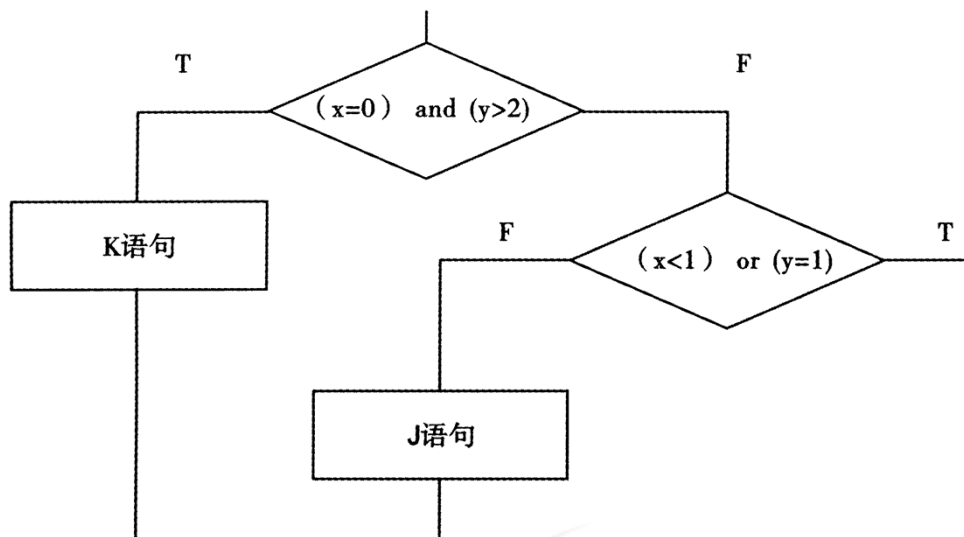 T
F
（x=0） and (y>2)
K语句
F
T
（x<1） or (y=1)
J语句